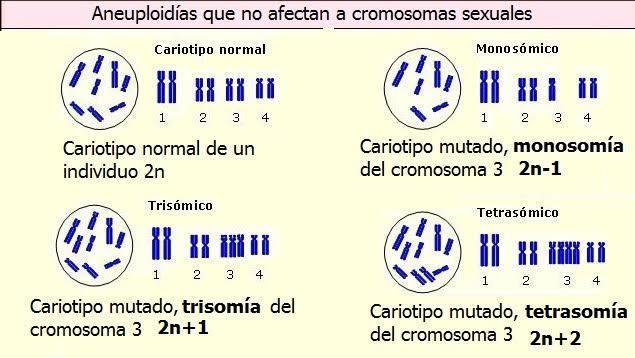 Aneuploidías que no afectan a cromosomas sexuales
Cariotipo normal
1 2 3 4
Cariotipo normal de un
individuo 2n
Monosómico
1 2 3 4
Cariotipo mutado, monosomía
del cromosoma 3 2n-1
Trisómico
1 2 3 4
Cariotipo mutado, trisomía del
cromosoma 3 2n+1
Tetrasómico
1 2 3 4
Cariotipo mutado, tetrasomía
del cromosoma 3 2n+2